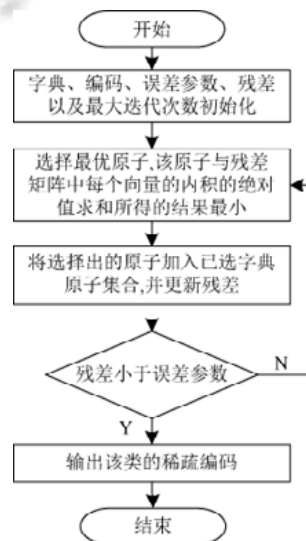 开始
字典、编码、误差参数、残差
以及最大迭代次数初始化
选择最优原子,该原子与残差
矩阵中每个向量的内积的绝对
值求和所得的结果最小
将选择出的原子加入已选字典
原子集合,并更新残差
残差小于误差参数
N
Y
输出该类的稀疏编码
结束